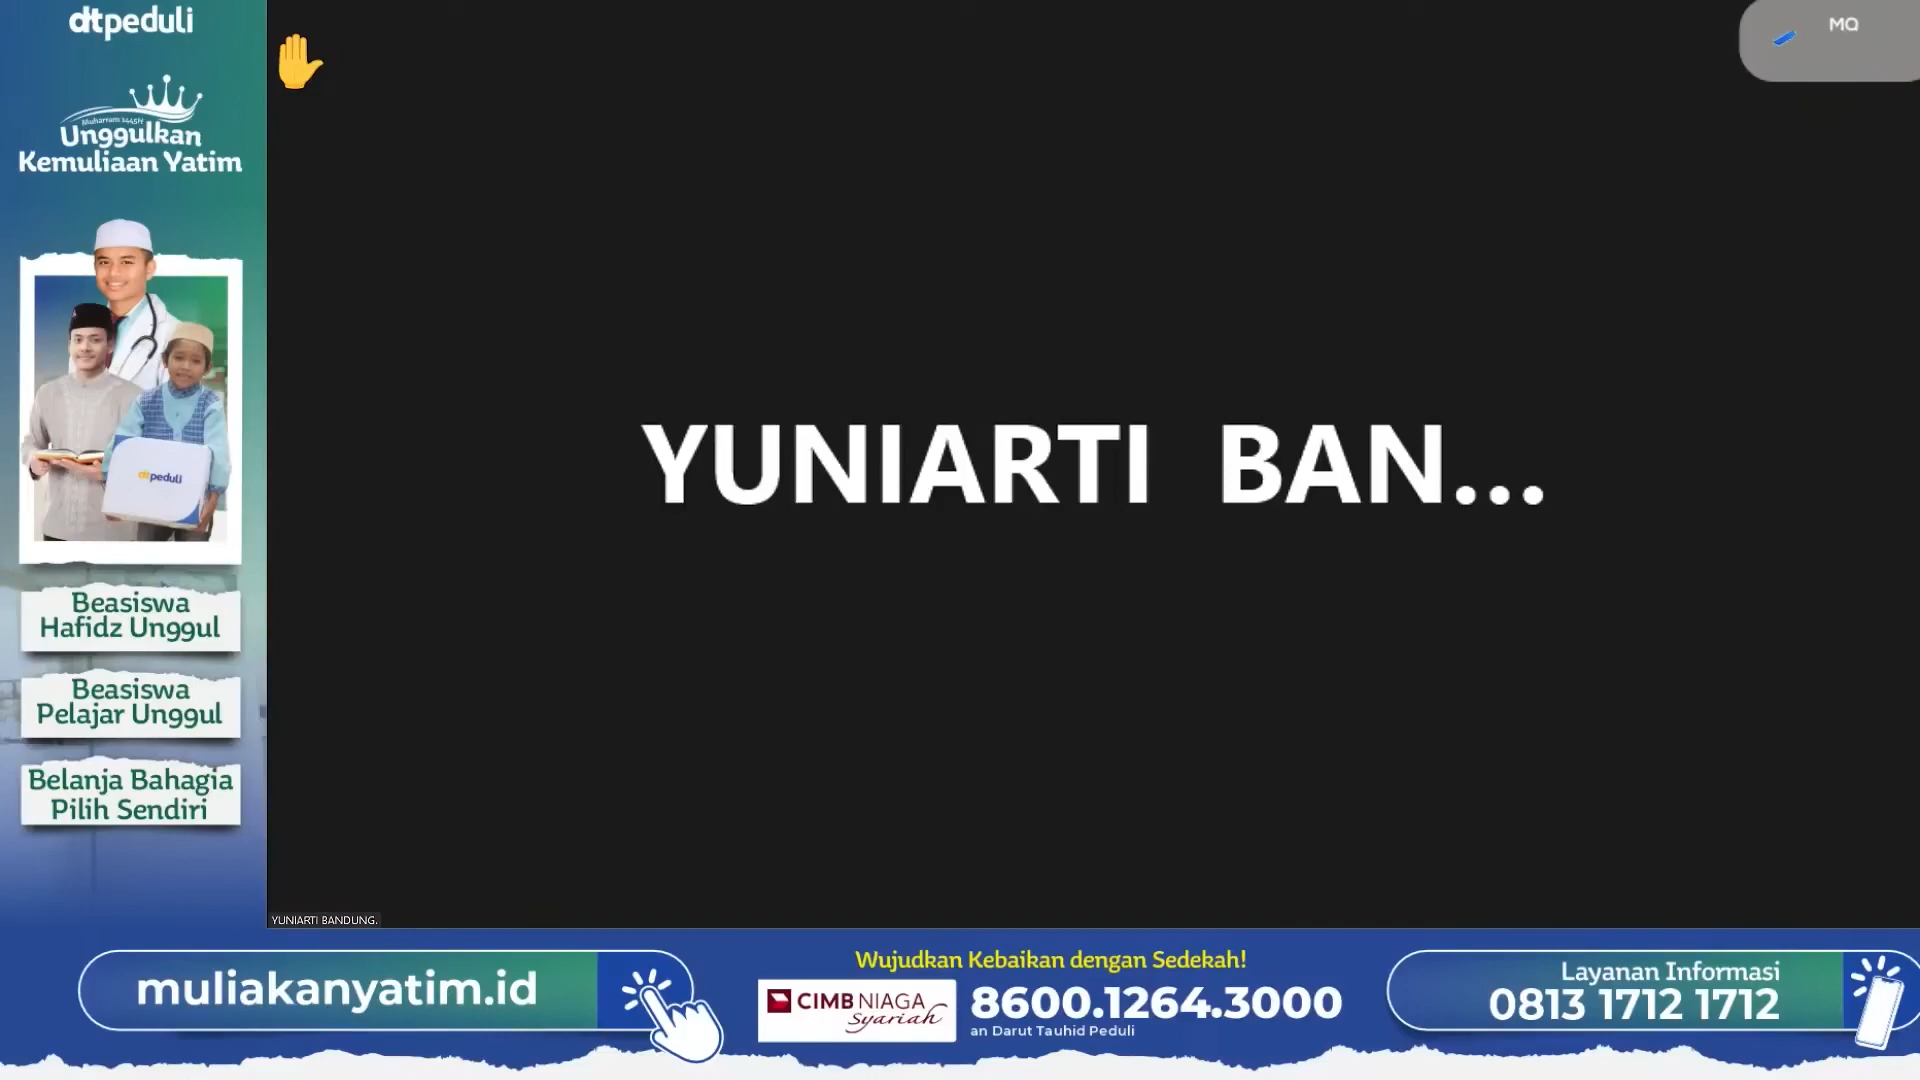 dtpeduli
Muharram 1445H
Unggulkan
Kemuliaan Yatim
dtpeduli
Beasiswa
Hafidz Unggul
Beasiswa
Pelajar Unggul
Belanja Bahagia
Pilih Sendiri
MQ
YUNIARTI BAN...
YUNIARTI BANDUNG.
muliakanyatim.id
Wujudkan Kebaikan dengan Sedekah!
CIMB NIAGA
Syariah
8600.1264.3000
an Darut Tauhid Peduli
Layanan Informasi
0813 1712 1712